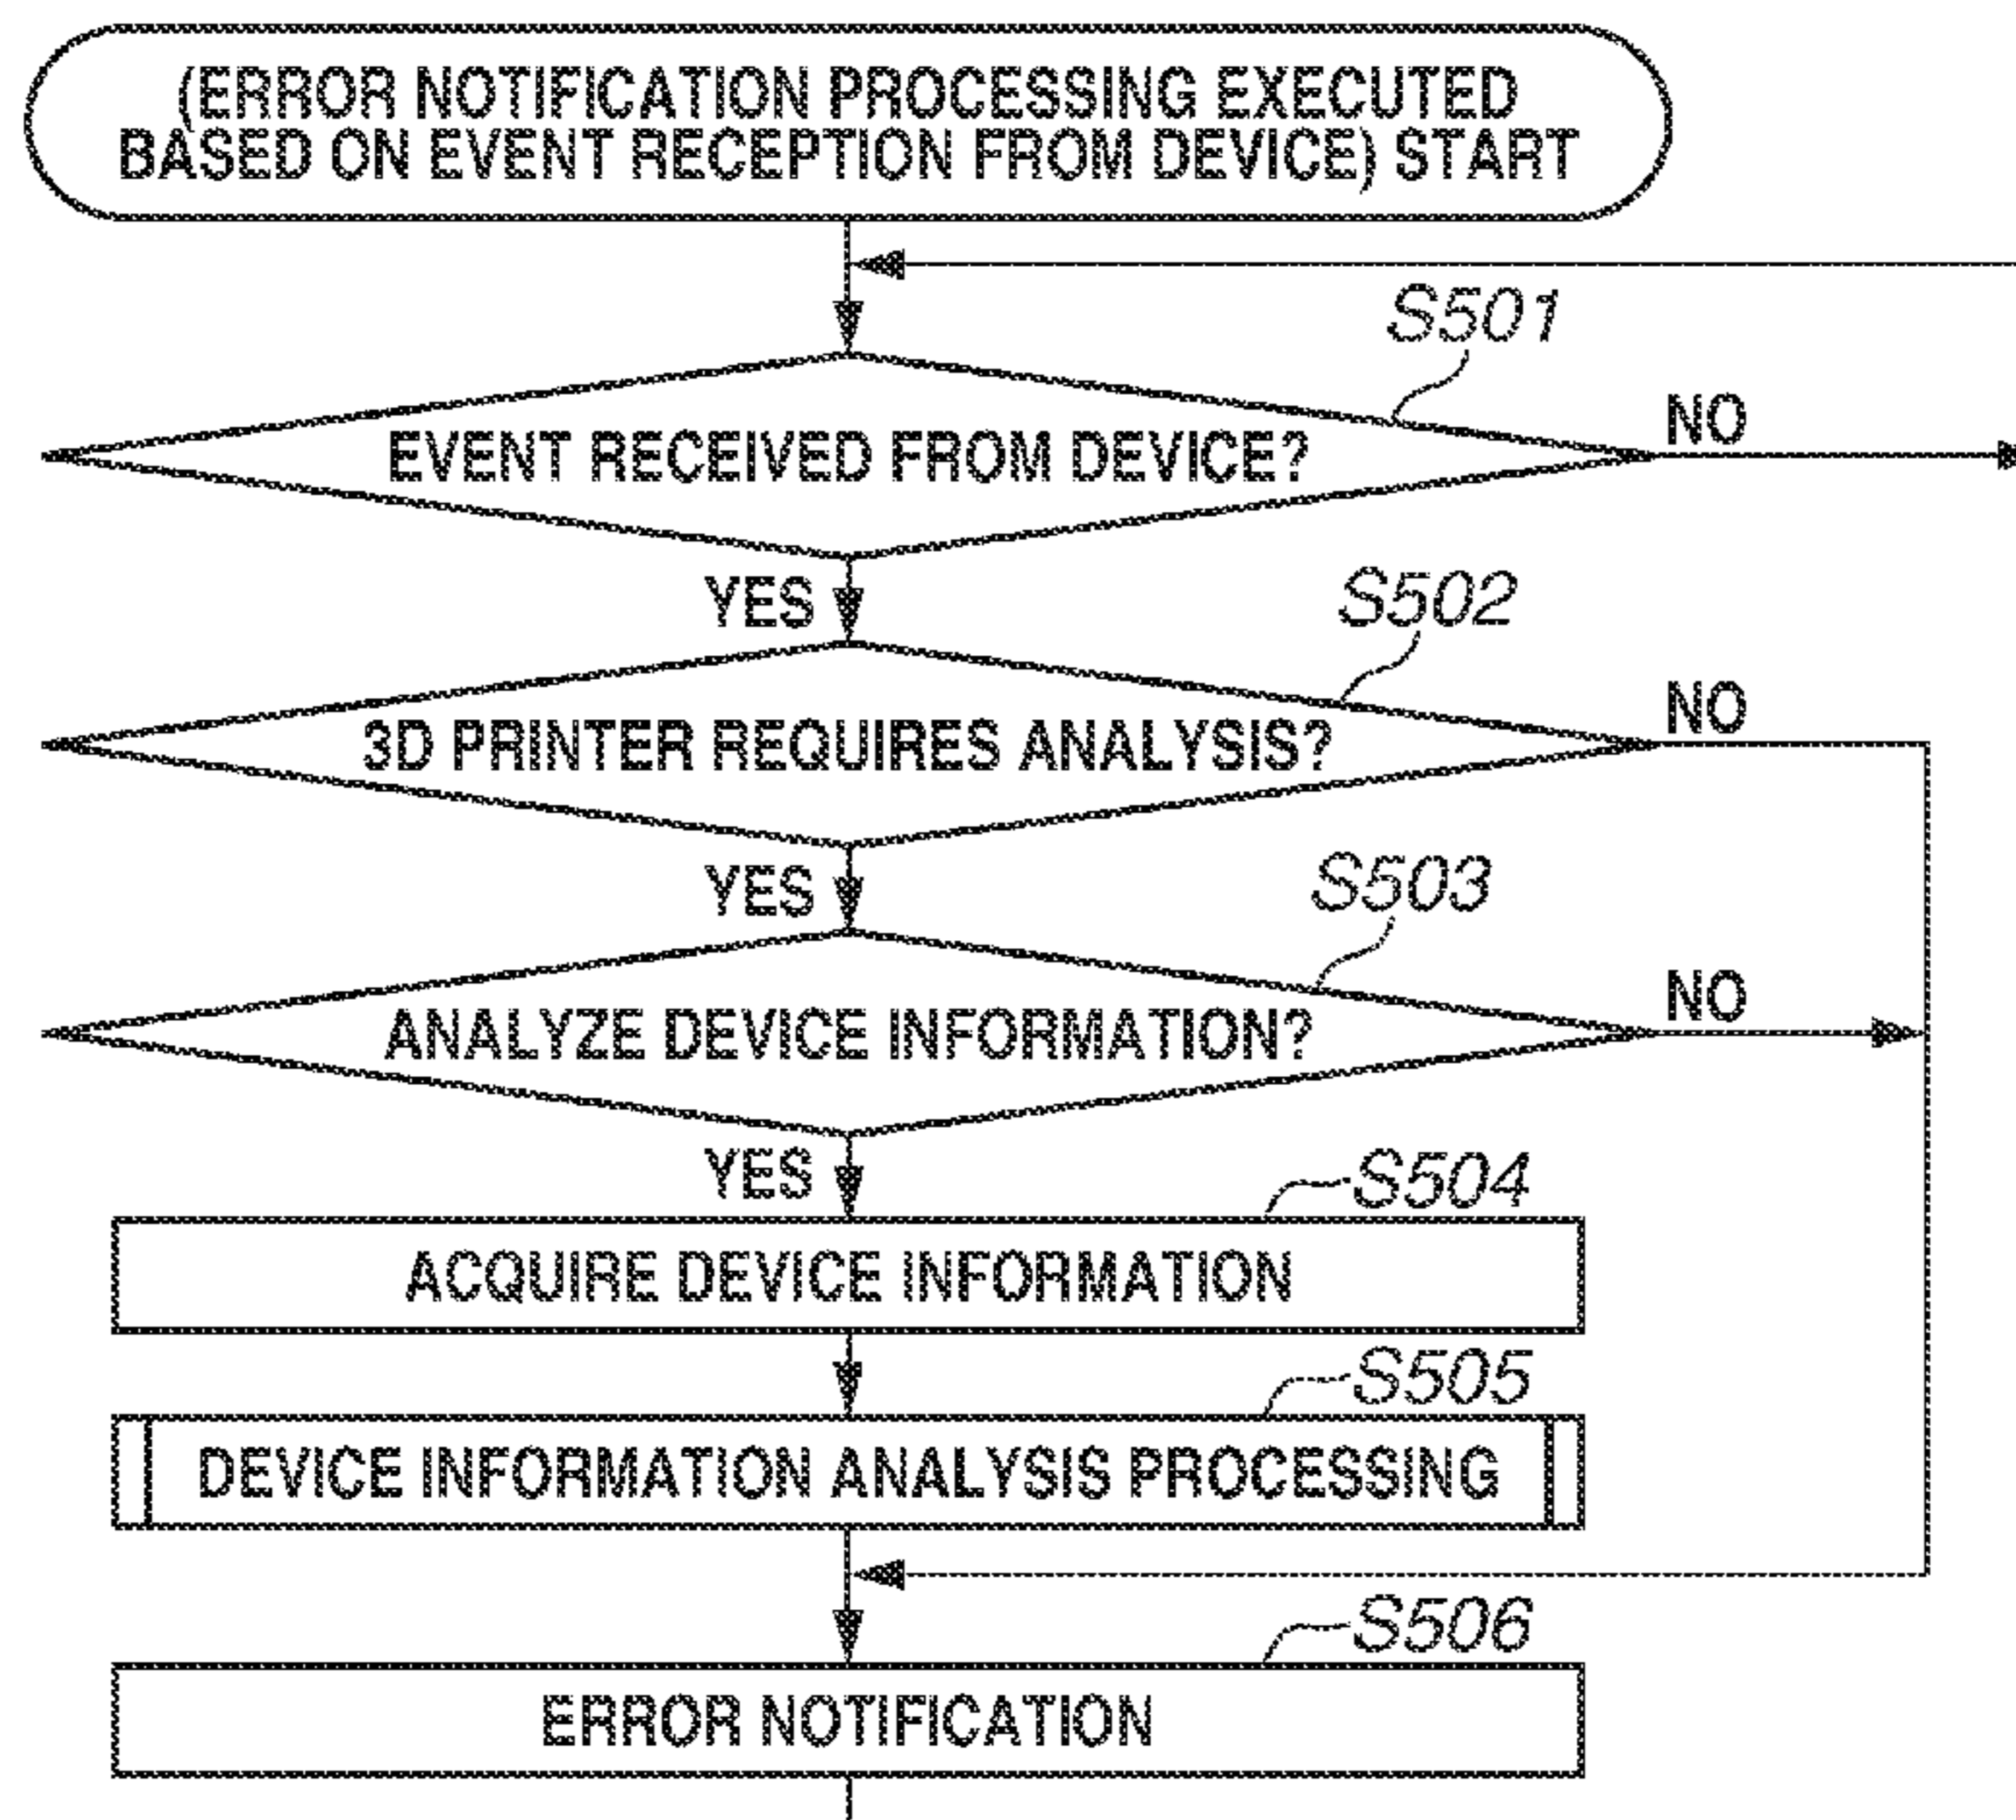 (ERROR NOTIFICATION PROCESSING EXECUTED
BASED ON EVENT RECEPTION FROM DEVICE) START
S501
EVENT RECEIVED FROM DEVICE?
NO
YES
S502
3D PRINTER REQUIRES ANALYSIS?
NO
YES
S503
ANALYZE DEVICE INFORMATION?
NO
YES
S504
ACQUIRE DEVICE INFORMATION
S505
DEVICE INFORMATION ANALYSIS PROCESSING
S506
ERROR NOTIFICATION